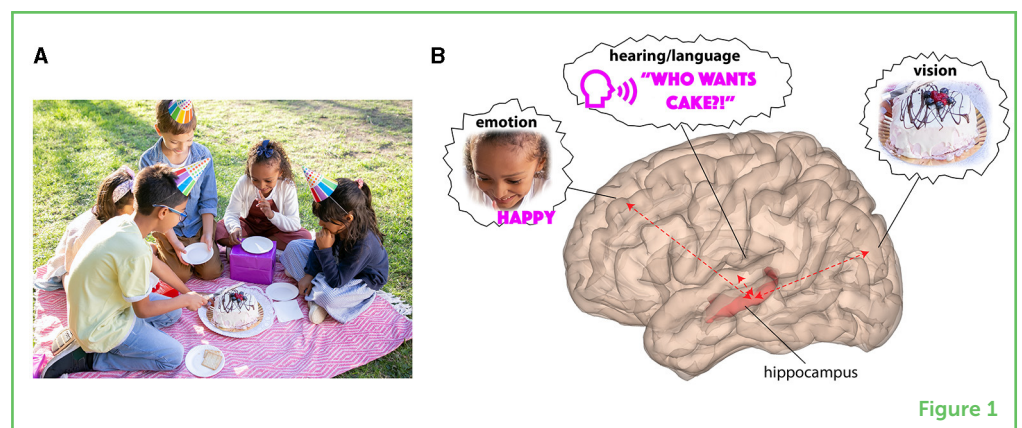 A
B
hearing/language
"WHO WANTS
CAKE?!"
vision
emotion
HAPPY
hippocampus
Figure 1